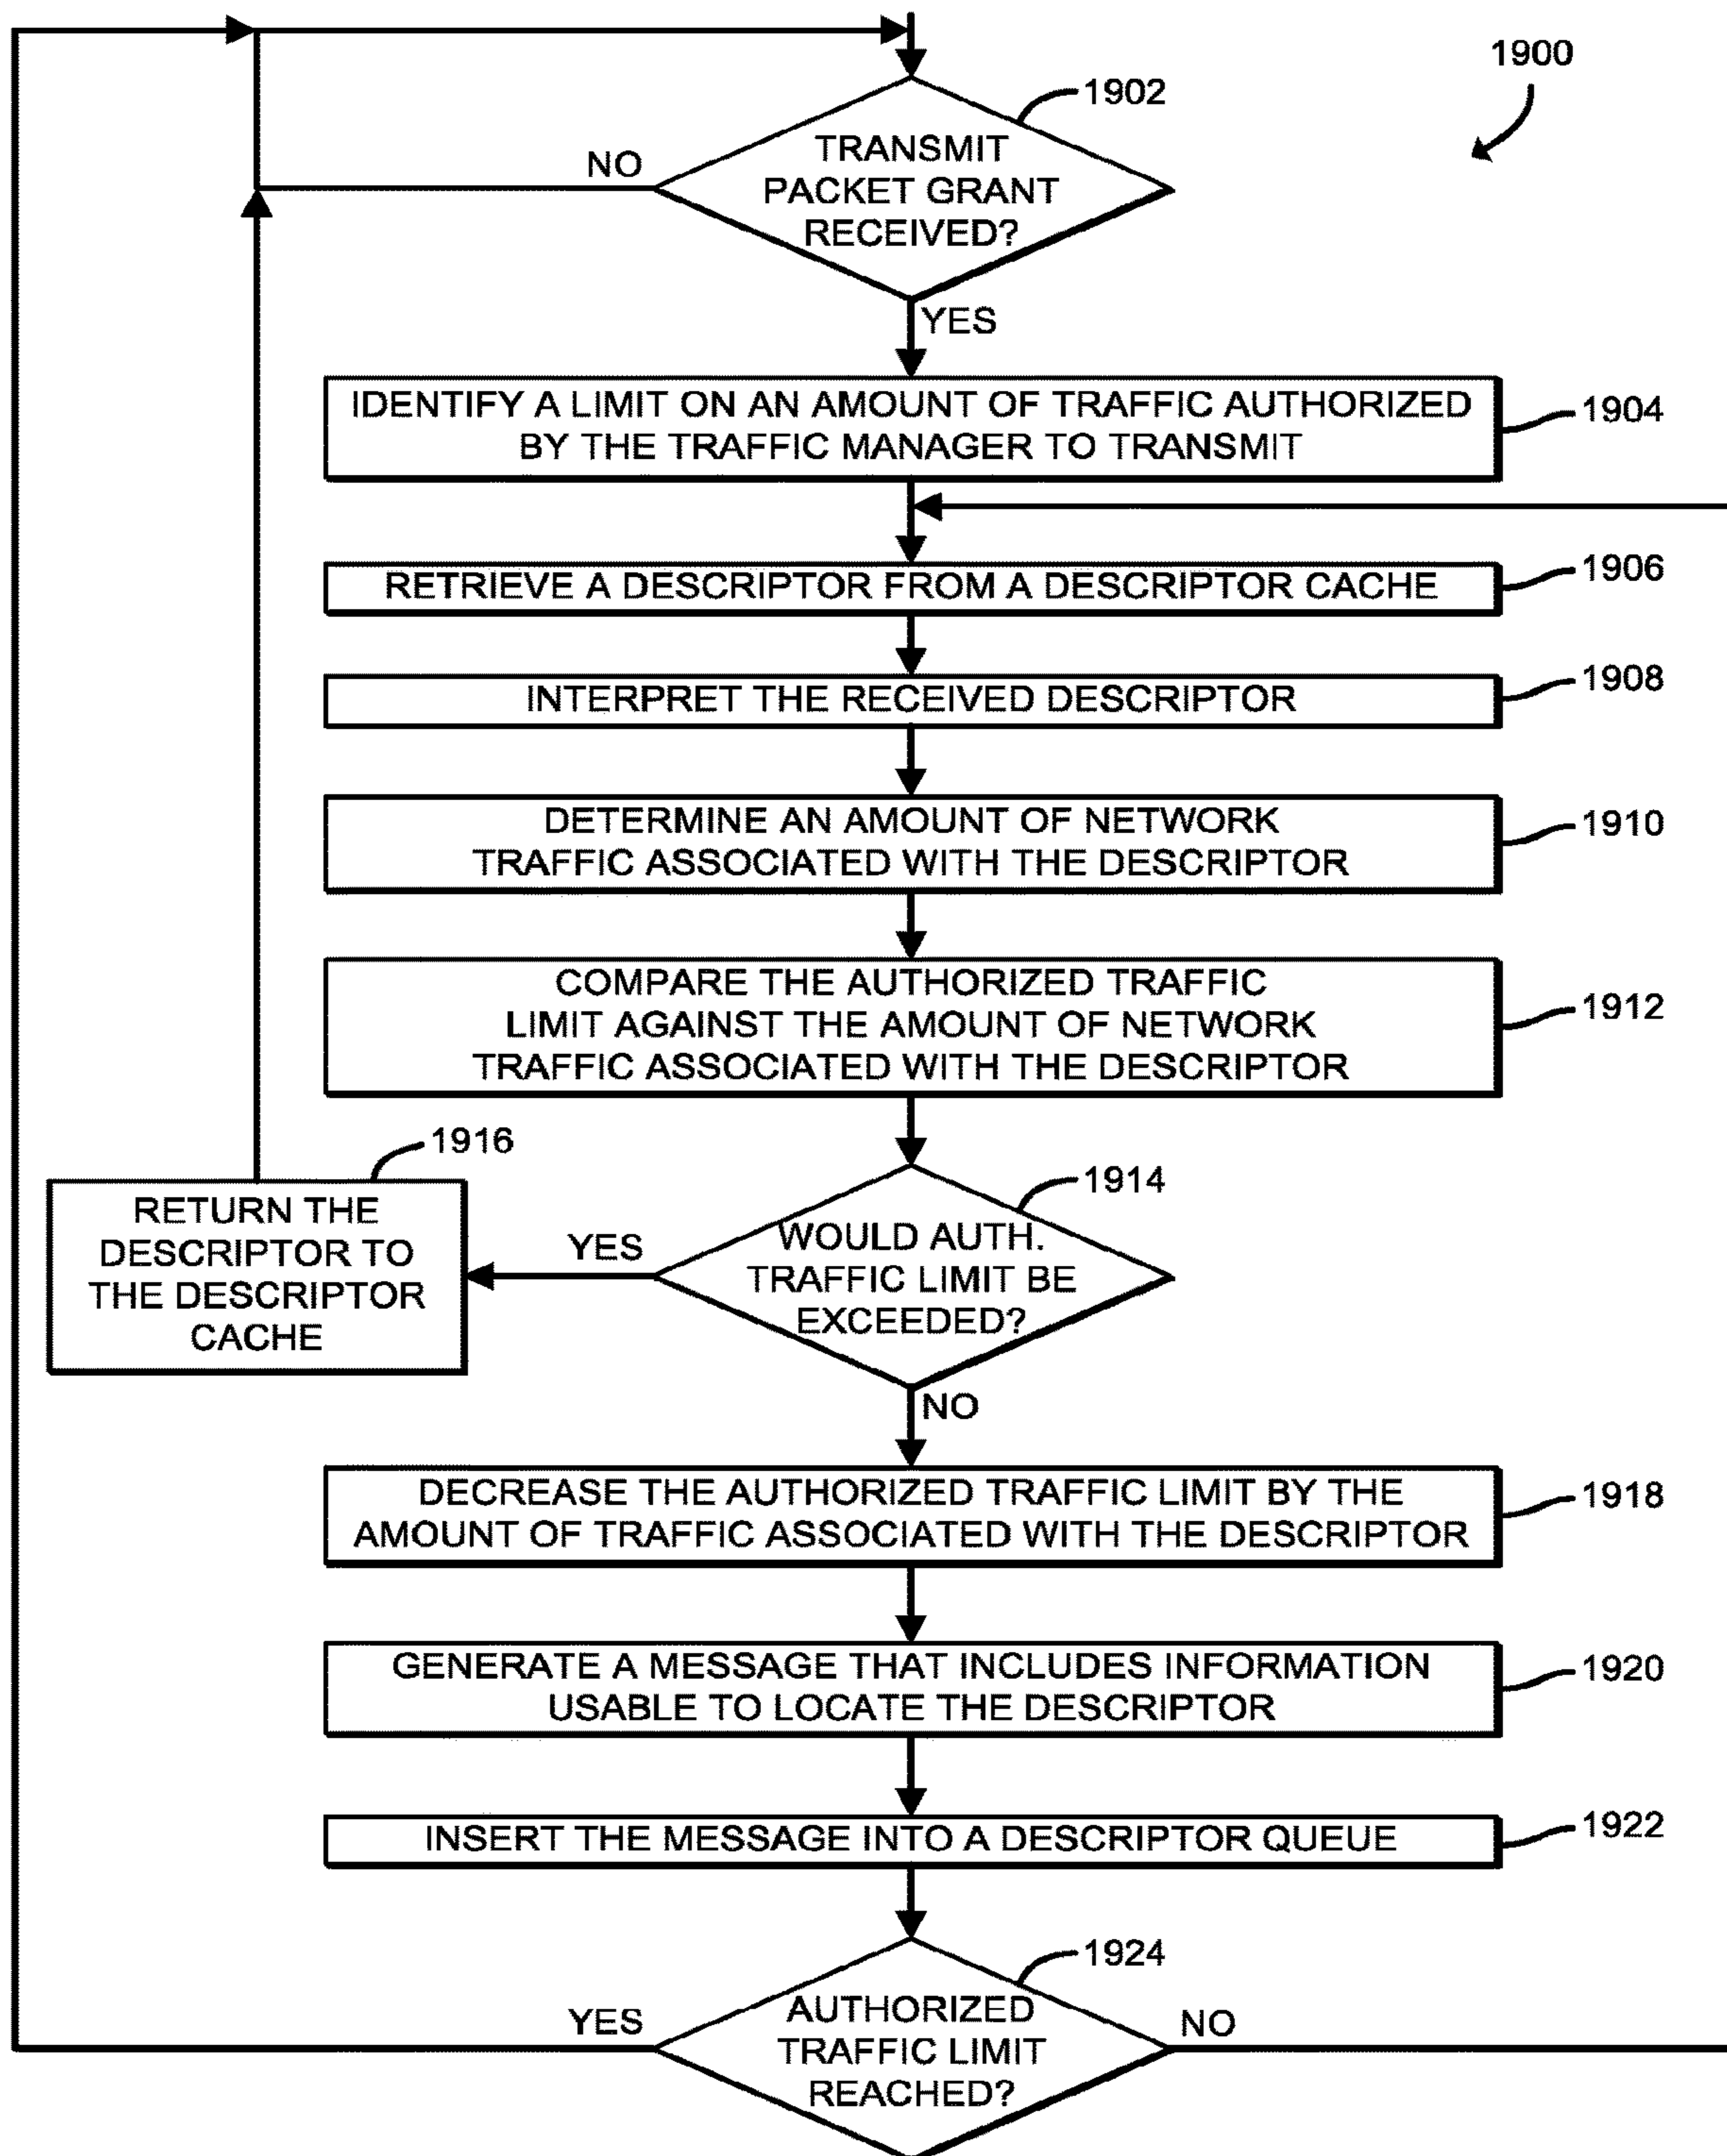 1900
1902
TRANSMIT
PACKET GRANT
RECEIVED?
NO
YES
IDENTIFY A LIMIT ON AN AMOUNT OF TRAFFIC AUTHORIZED
BY THE TRAFFIC MANAGER TO TRANSMIT
1904
RETRIEVE A DESCRIPTOR FROM A DESCRIPTOR CACHE
1906
INTERPRET THE RECEIVED DESCRIPTOR
1908
DETERMINE AN AMOUNT OF NETWORK
TRAFFIC ASSOCIATED WITH THE DESCRIPTOR
1910
COMPARE THE AUTHORIZED TRAFFIC
LIMIT AGAINST THE AMOUNT OF NETWORK
TRAFFIC ASSOCIATED WITH THE DESCRIPTOR
1912
1916
RETURN THE
DESCRIPTOR TO
THE DESCRIPTOR
CACHE
YES
1914
WOULD AUTH.
TRAFFIC LIMIT BE
EXCEEDED?
NO
DECREASE THE AUTHORIZED TRAFFIC LIMIT BY THE
AMOUNT OF TRAFFIC ASSOCIATED WITH THE DESCRIPTOR
1918
GENERATE A MESSAGE THAT INCLUDES INFORMATION
USABLE TO LOCATE THE DESCRIPTOR
1920
INSERT THE MESSAGE INTO A DESCRIPTOR QUEUE
1922
1924
YES
AUTHORIZED
TRAFFIC LIMIT
REACHED?
NO